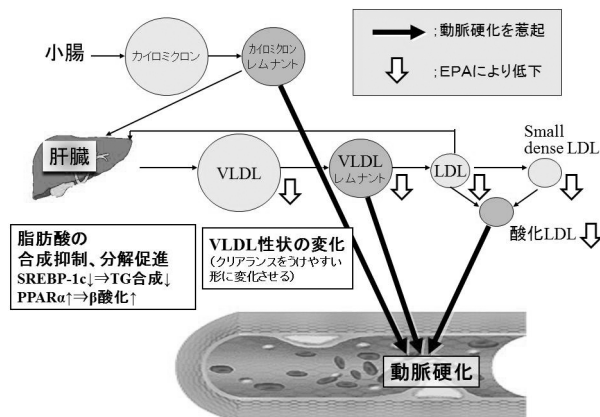 ;動脈硬化を惹起
;EPAにより低下
小腸
カイロミクロン
カイロミクロン
レムナント
肝臓
VLDL
VLDL
レムナント
LDL
Small
dense LDL
酸化LDL
脂肪酸の
合成抑制、分解促進
SREBP-1c↓⇒TG合成↓
PPARα↑⇒β酸化↑
VLDL性状の変化
(クリアランスをうけやすい
形に変化させる)
動脈硬化